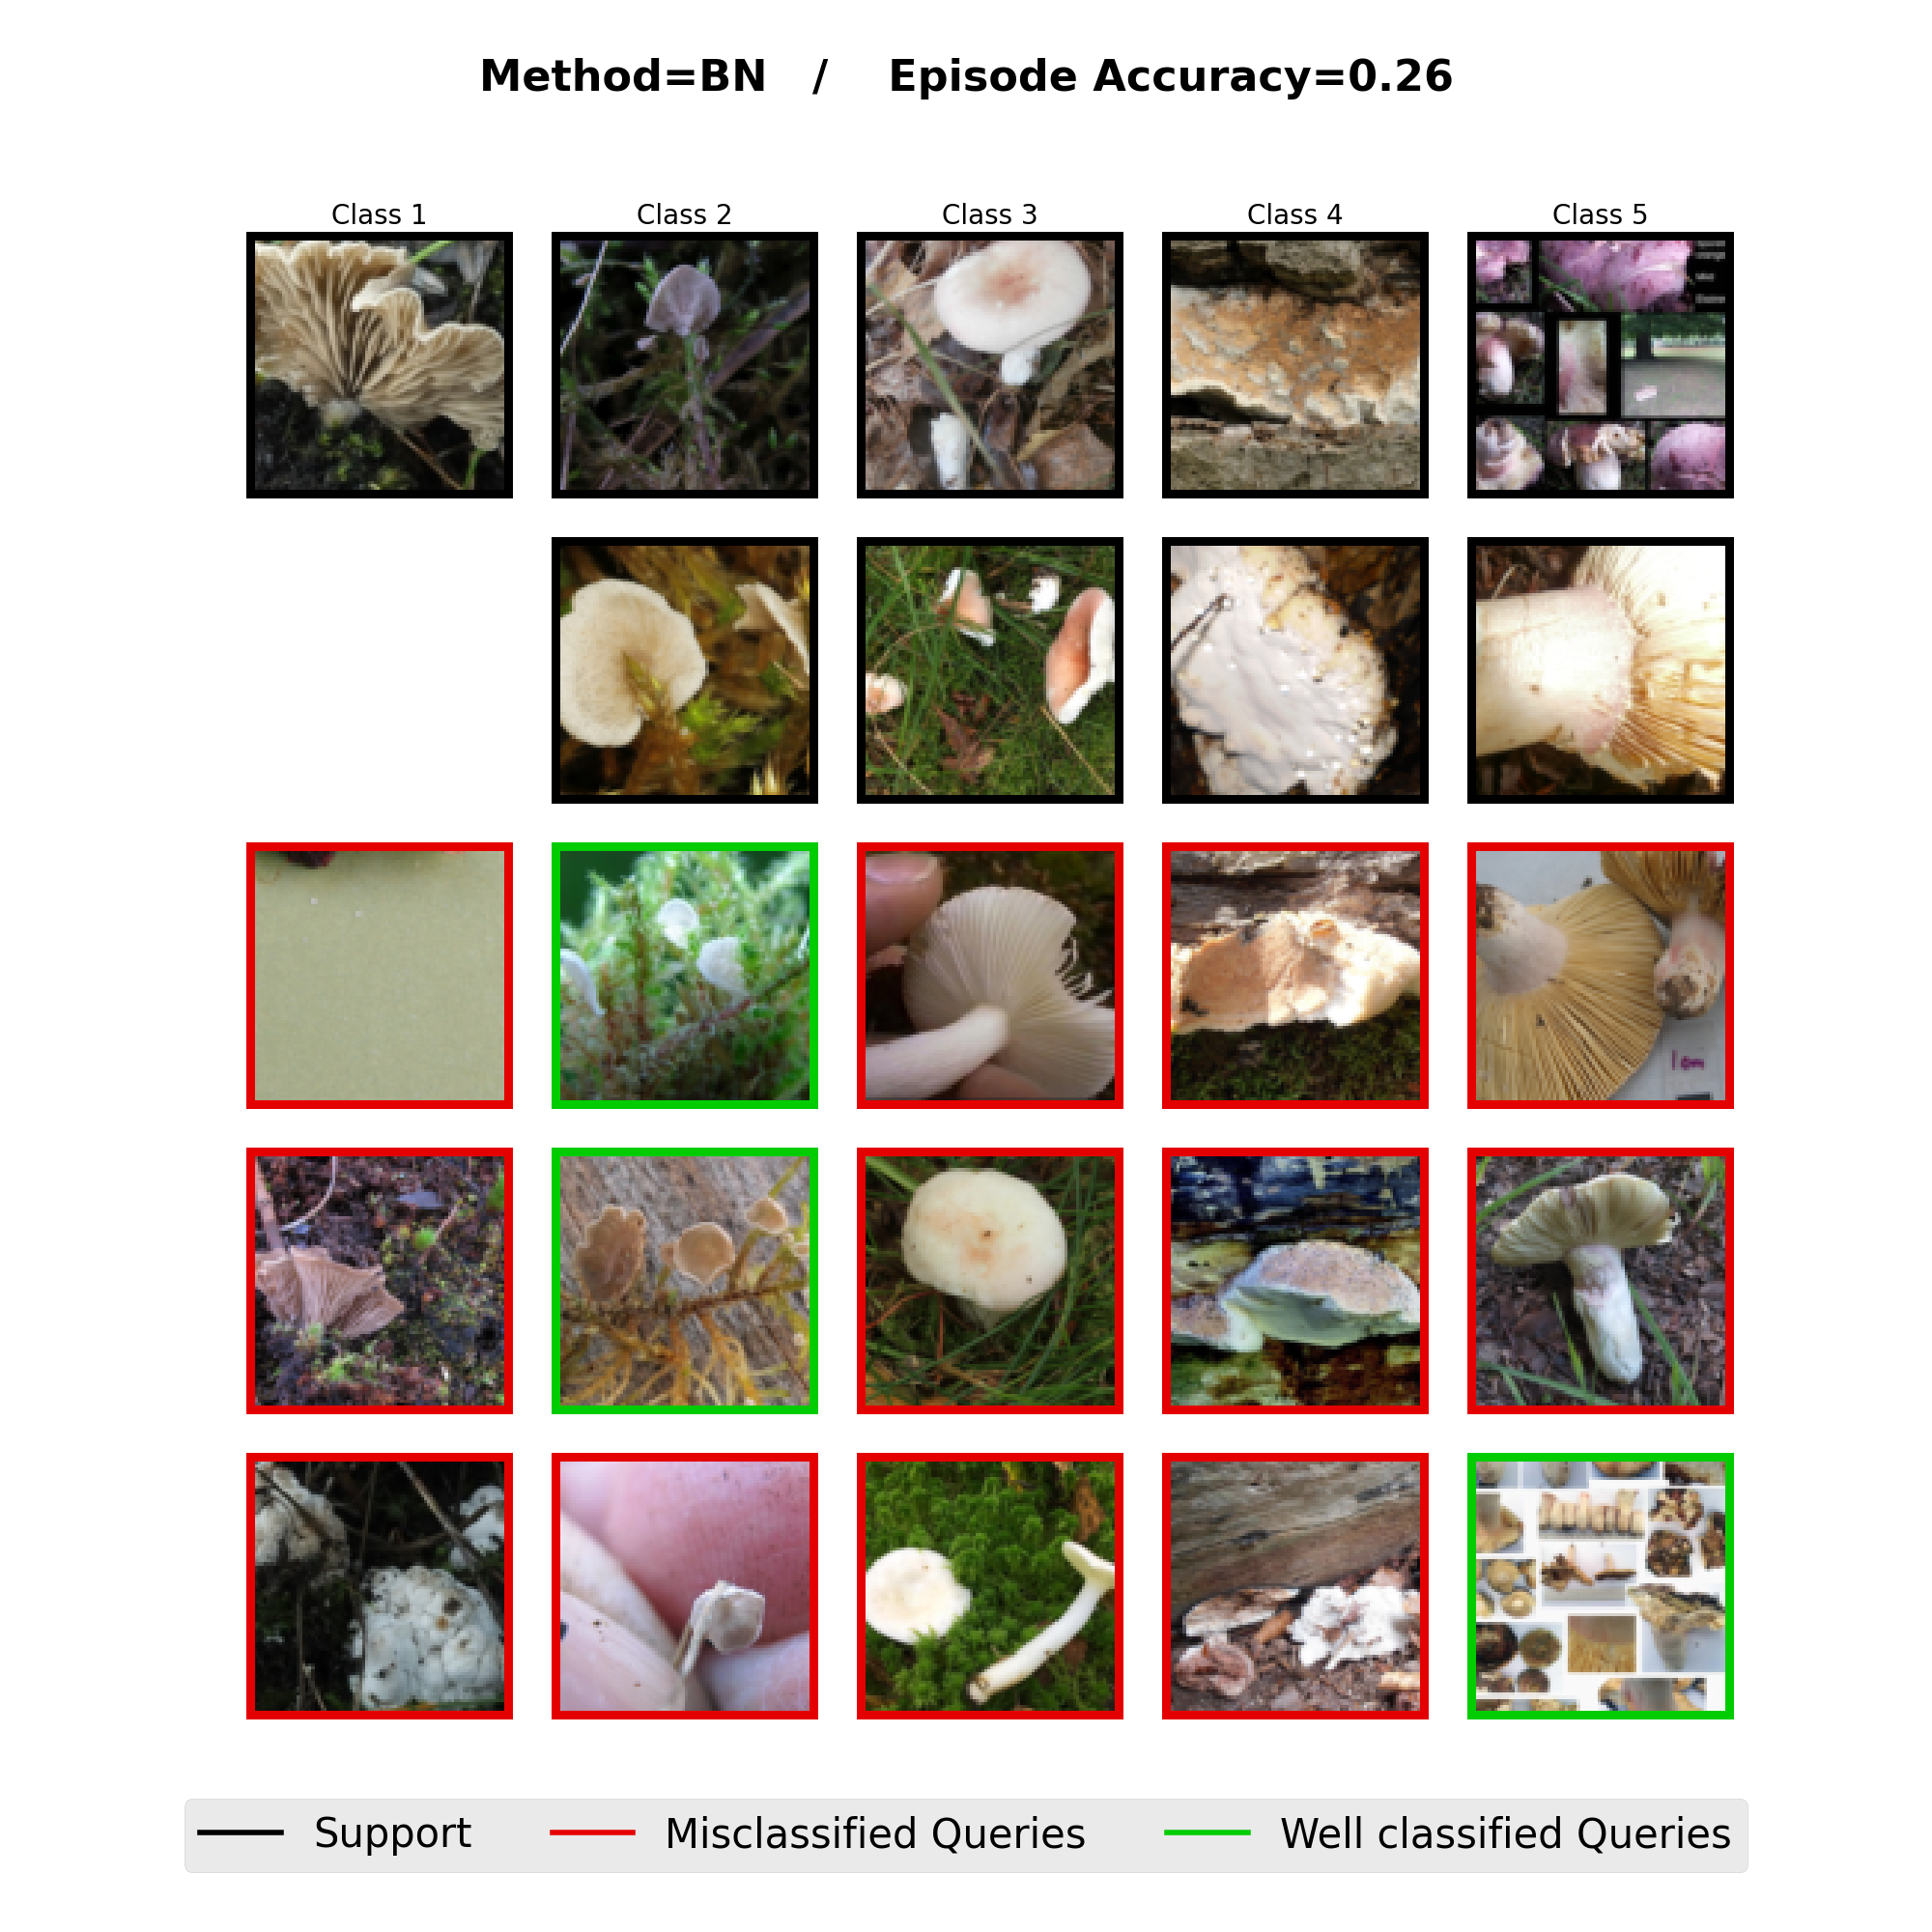 Method=BN / Episode Accuracy=0.26
Class 1 Class 2 Class 3 Class 4 Class 5
1cm
Support Misclassified Queries Well classified Queries